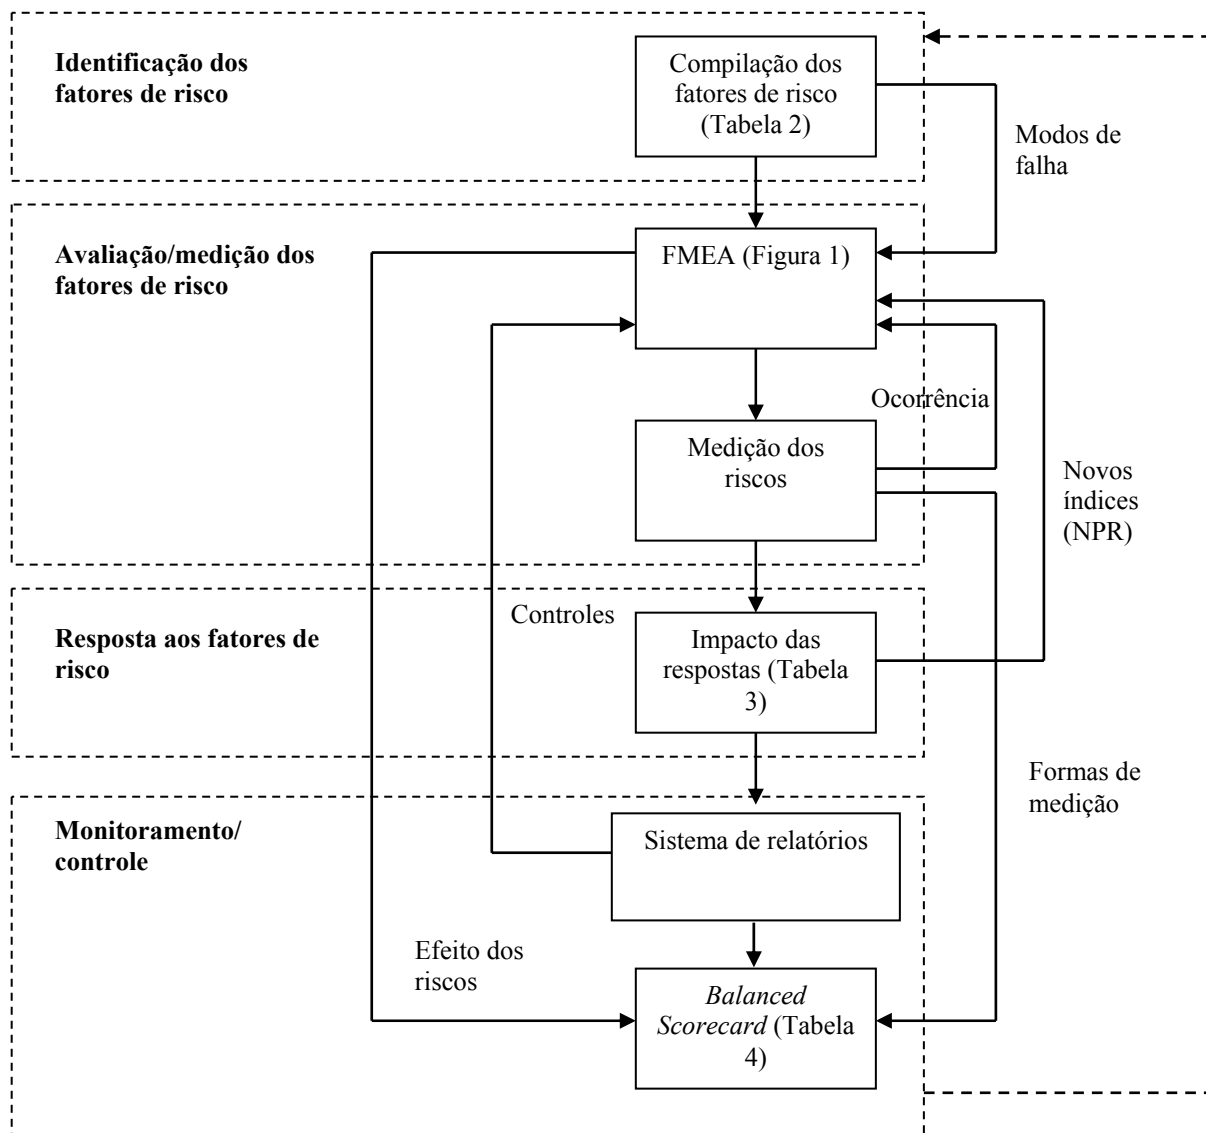 Identificação dos
fatores de risco
Compilação dos
fatores de risco
(Tabela 2)
Modos de
falha
Avaliação/medição dos
fatores de risco
FMEA (Figura 1)
Ocorrência
Medição dos
riscos
Novos
índices
(NPR)
Controles
Resposta aos fatores de
risco
Impacto das
respostas (Tabela
3)
Formas de
medição
Monitoramento/
controle
Sistema de relatórios
Efeito dos
riscos
Balanced
Scorecard (Tabela
4)